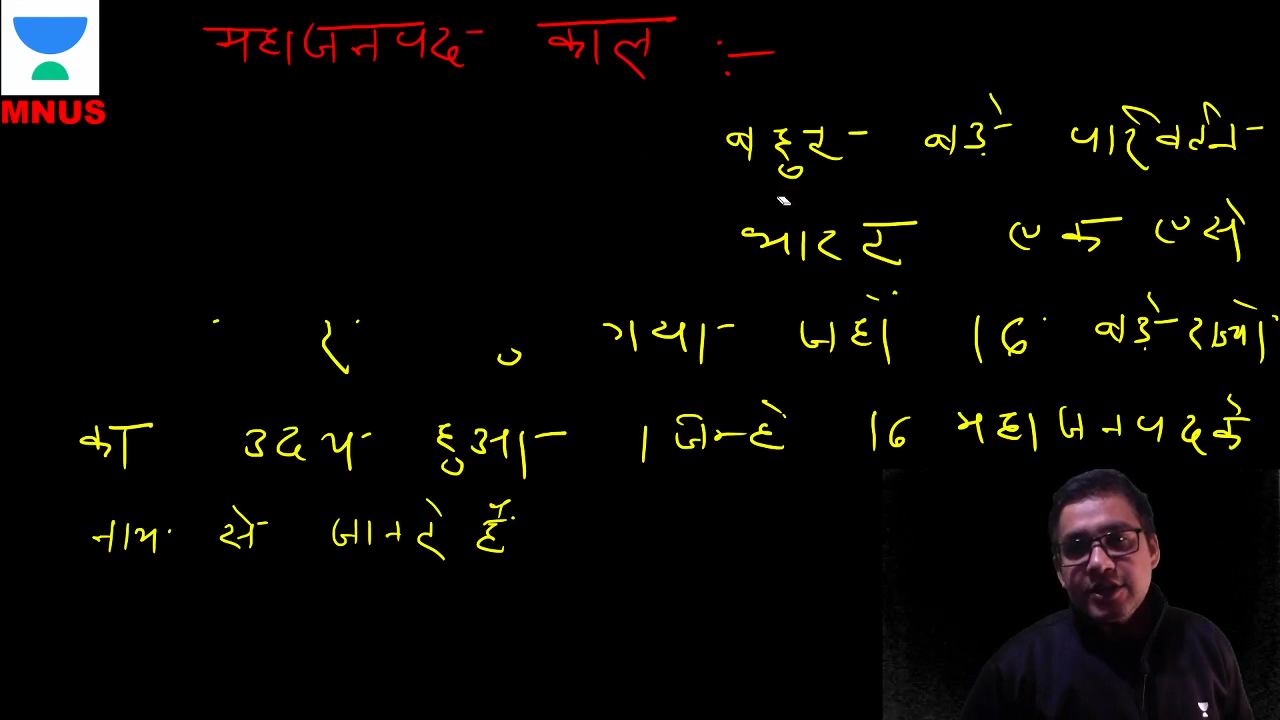 महाजनपद काल :-
MNUS
बहुत बड़े परिवर्तन
भारत एक ऐसे
गया जहाँ 16 बड़े राज्यों
का उदय हुआ। जिन्हे 16 महाजनपद के
नाम से जानते हैं